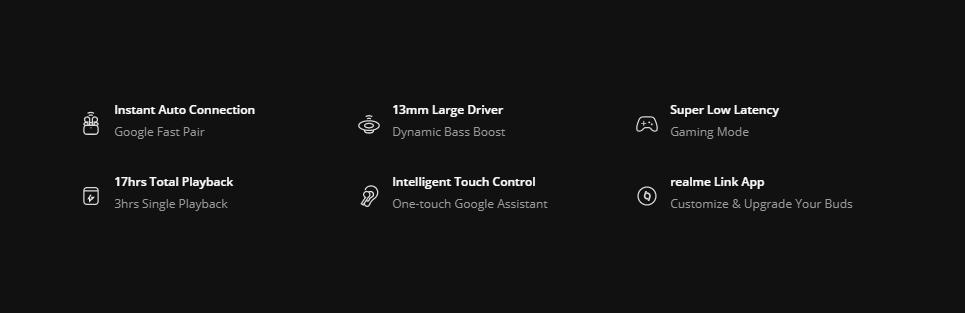 Instant Auto Connection
Google Fast Pair
13mm Large Driver
Dynamic Bass Boost
Super Low Latency
Gaming Mode
17hrs Total Playback
3hrs Single Playback
Intelligent Touch Control
One-touch Google Assistant
realme Link App
Customize & Upgrade Your Buds